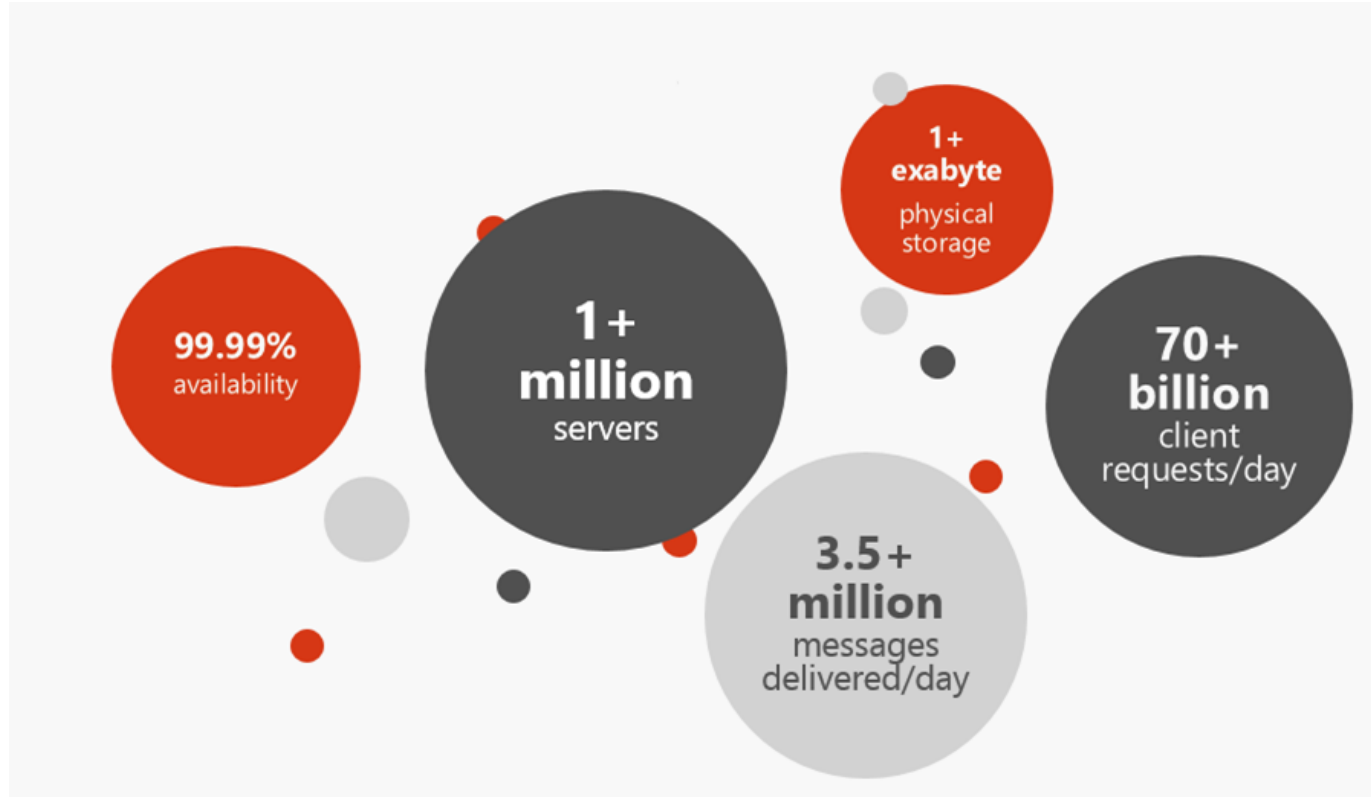 99.99%
availability
1+
million
servers
1+
exabyte
physical
storage
3.5+
million
messages
delivered/day
70+
billion
client
requests/day